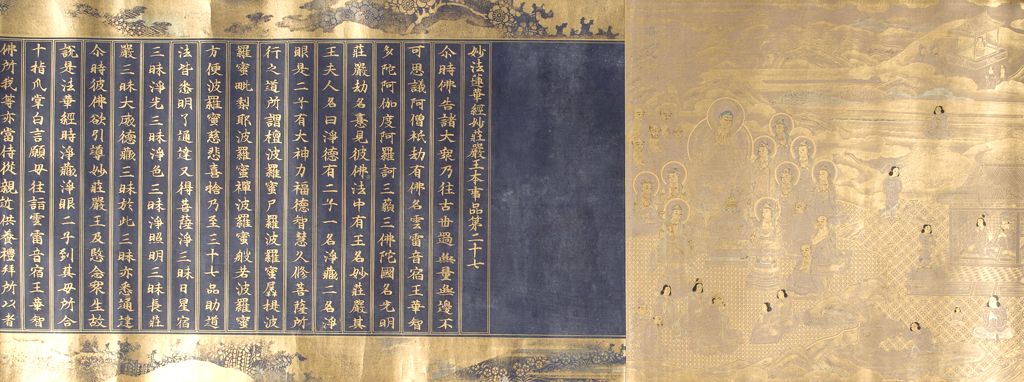 妙法蓮華經妙莊嚴王本事品第二十七
尒時佛告諸大衆乃往古世過無量無邊不
可思議阿僧祇劫有佛名雲雷音宿王華智
多陀阿伽度阿羅訶三藐三佛陀國名光明
莊嚴劫名憙見彼佛法中有王名妙莊嚴其
王夫人名曰淨德有二子一名淨藏二名淨
眼是二子有大神力福德智慧久修菩薩所
行之道所謂檀波羅蜜尸羅波羅蜜羼提波
羅蜜毗梨耶波羅蜜禪波羅蜜般若波羅蜜
方便波羅蜜慈悲喜捨乃至三十七品助道
法皆悉明了通達又得菩薩淨三昧日星宿
三昧淨光三昧淨色三昧淨照明三昧長莊
嚴三昧大威德藏三昧於此三昧亦悉通達
尒時彼佛欲引導妙莊嚴王及愍念衆生故
說是法華經時淨藏淨眼二子到其母所合
十指爪掌白言願母往詣雲雷音宿王華智
佛所我等亦當侍從親近供養禮拜所以者